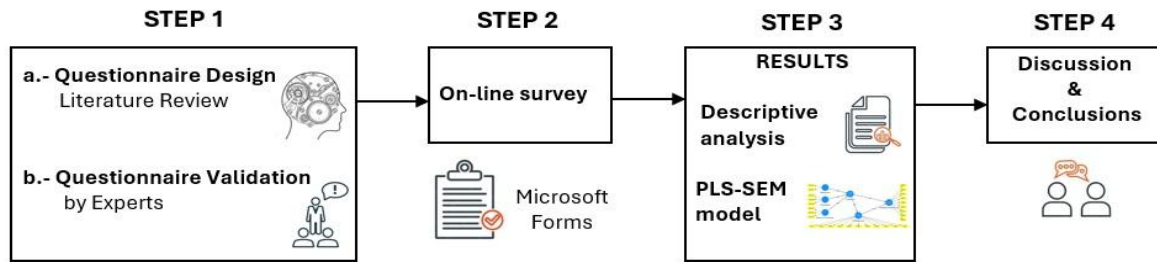 STEP 1
a.- Questionnaire Design
Literature Review
b.- Questionnaire Validation
by Experts
STEP 2
On-line survey
Microsoft
Forms
STEP 3
RESULTS
Descriptive
analysis
PLS-SEM
model
STEP 4
Discussion
&
Conclusions